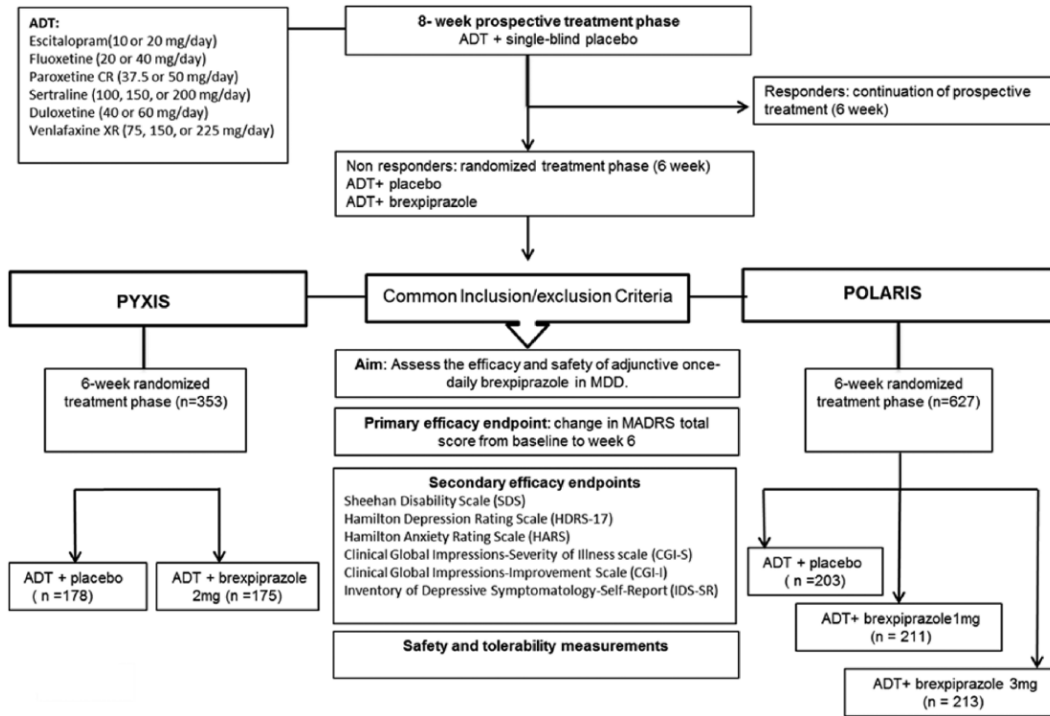 ADT:
Escitalopram(10 or 20 mg/day)
Fluoxetine (20 or 40 mg/day)
Paroxetine CR (37.5 or 50 mg/day)
Sertraline (100, 150, or 200 mg/day)
Duloxetine (40 or 60 mg/day)
Venlafaxine XR (75, 150, or 225 mg/day)
8- week prospective treatment phase
ADT + single-blind placebo
Responders: continuation of prospective
treatment (6 week)
Non responders: randomized treatment phase (6 week)
ADT+ placebo
ADT+ brexpiprazole
PYXIS
Common Inclusion/exclusion Criteria
POLARIS
6-week randomized
treatment phase (n=353)
Aim: Assess the efficacy and safety of adjunctive once-
daily brexpiprazole in MDD.
Primary efficacy endpoint: change in MADRS total
score from baseline to week 6
6-week randomized
treatment phase (n=627)
Secondary efficacy endpoints
Sheehan Disability Scale (SDS)
Hamilton Depression Rating Scale (HDRS-17)
Hamilton Anxiety Rating Scale (HARS)
Clinical Global Impressions-Severity of Illness scale (CGI-S)
Clinical Global Impressions-Improvement Scale (CGI-I)
Inventory of Depressive Symptomatology-Self-Report (IDS-SR)
ADT + placebo
( n =178)
ADT + brexpiprazole
2mg (n =175)
ADT + placebo
(n =203)
ADT+ brexpiprazole1mg
(n = 211)
ADT+ brexpiprazole 3mg
(n = 213)
Safety and tolerability measurements